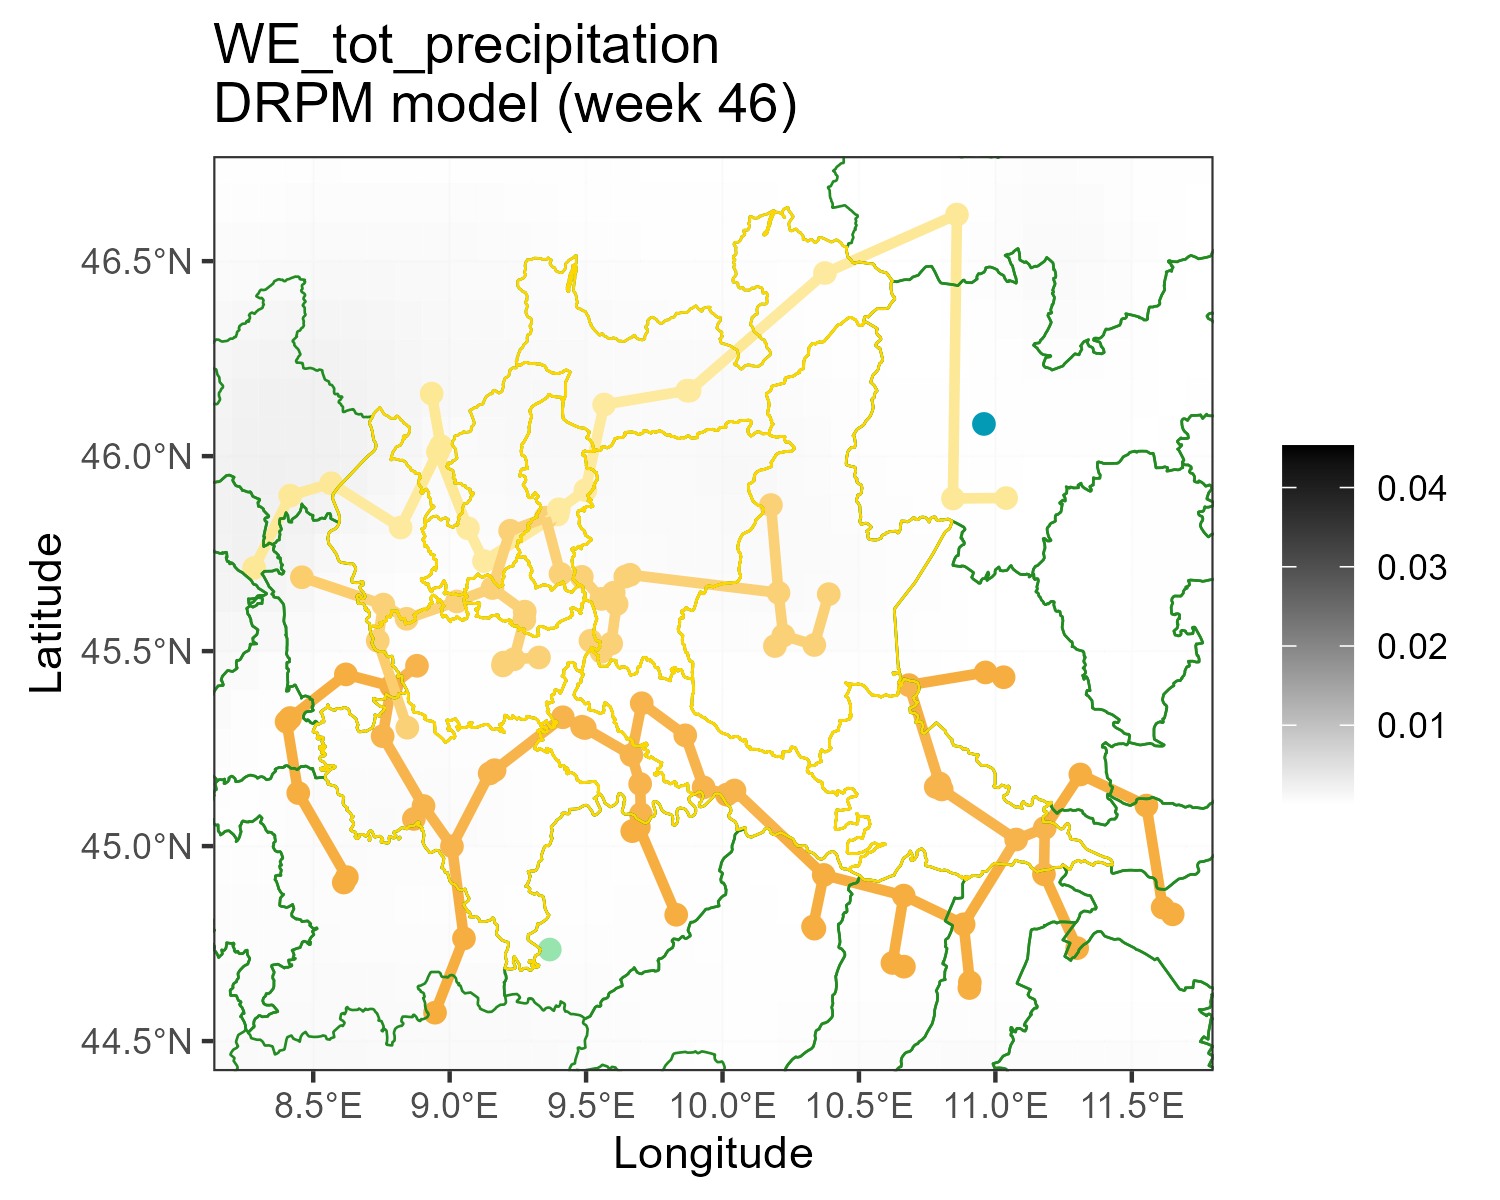 WE_tot_precipitation
DRPM model (week 46)
46.5°N
46.0°N
45.5°N
45.0°N
44.5°N
Latitude
8.5°E
9.0°E
9.5°E
10.0°E
10.5°E
11.0°E
11.5°E
Longitude
0.04
0.03
0.02
0.01